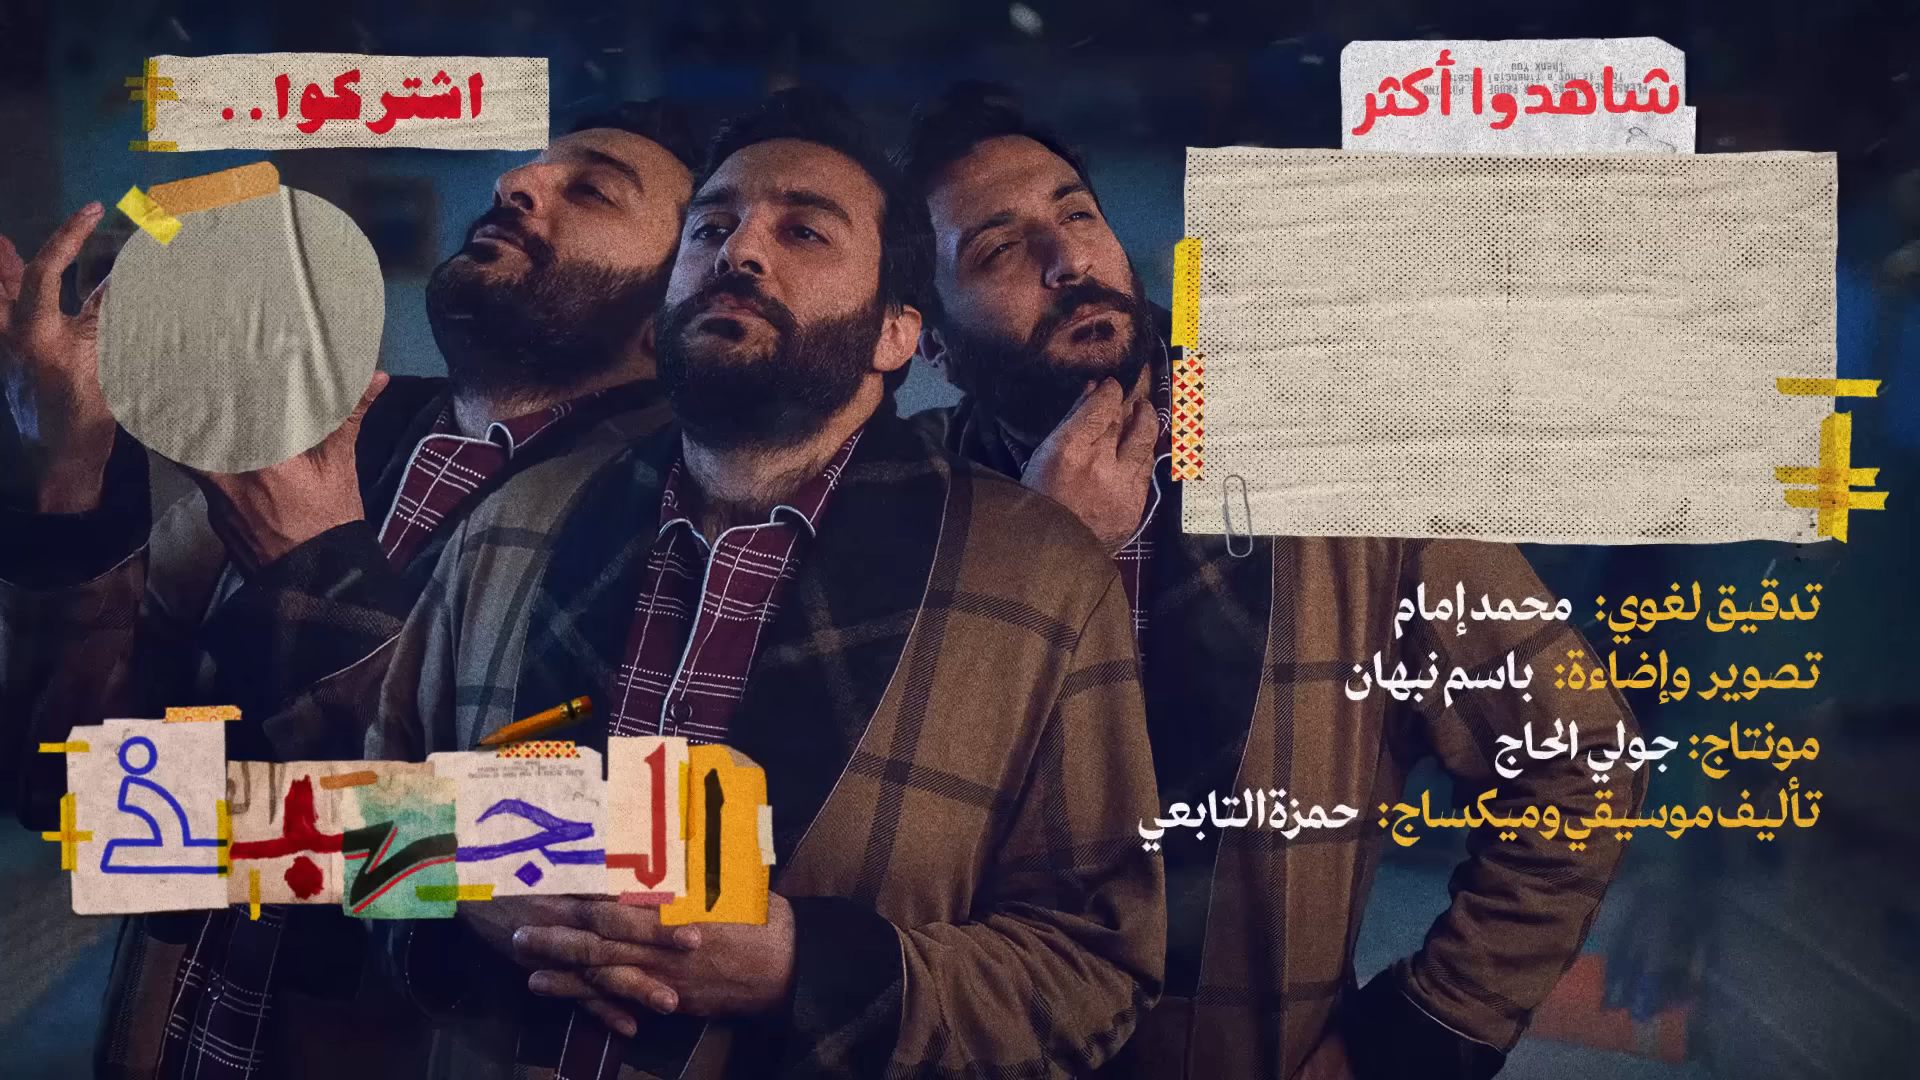 شاهدوا أكثر
اشتركوا..
تدقيق لغوي: محمد إمام
تصوير وإضاءة: باسم نبهان
مونتاج: جولي الحاج
تأليف موسيقي وميكساج: حمزة التابعي
الجهبذ